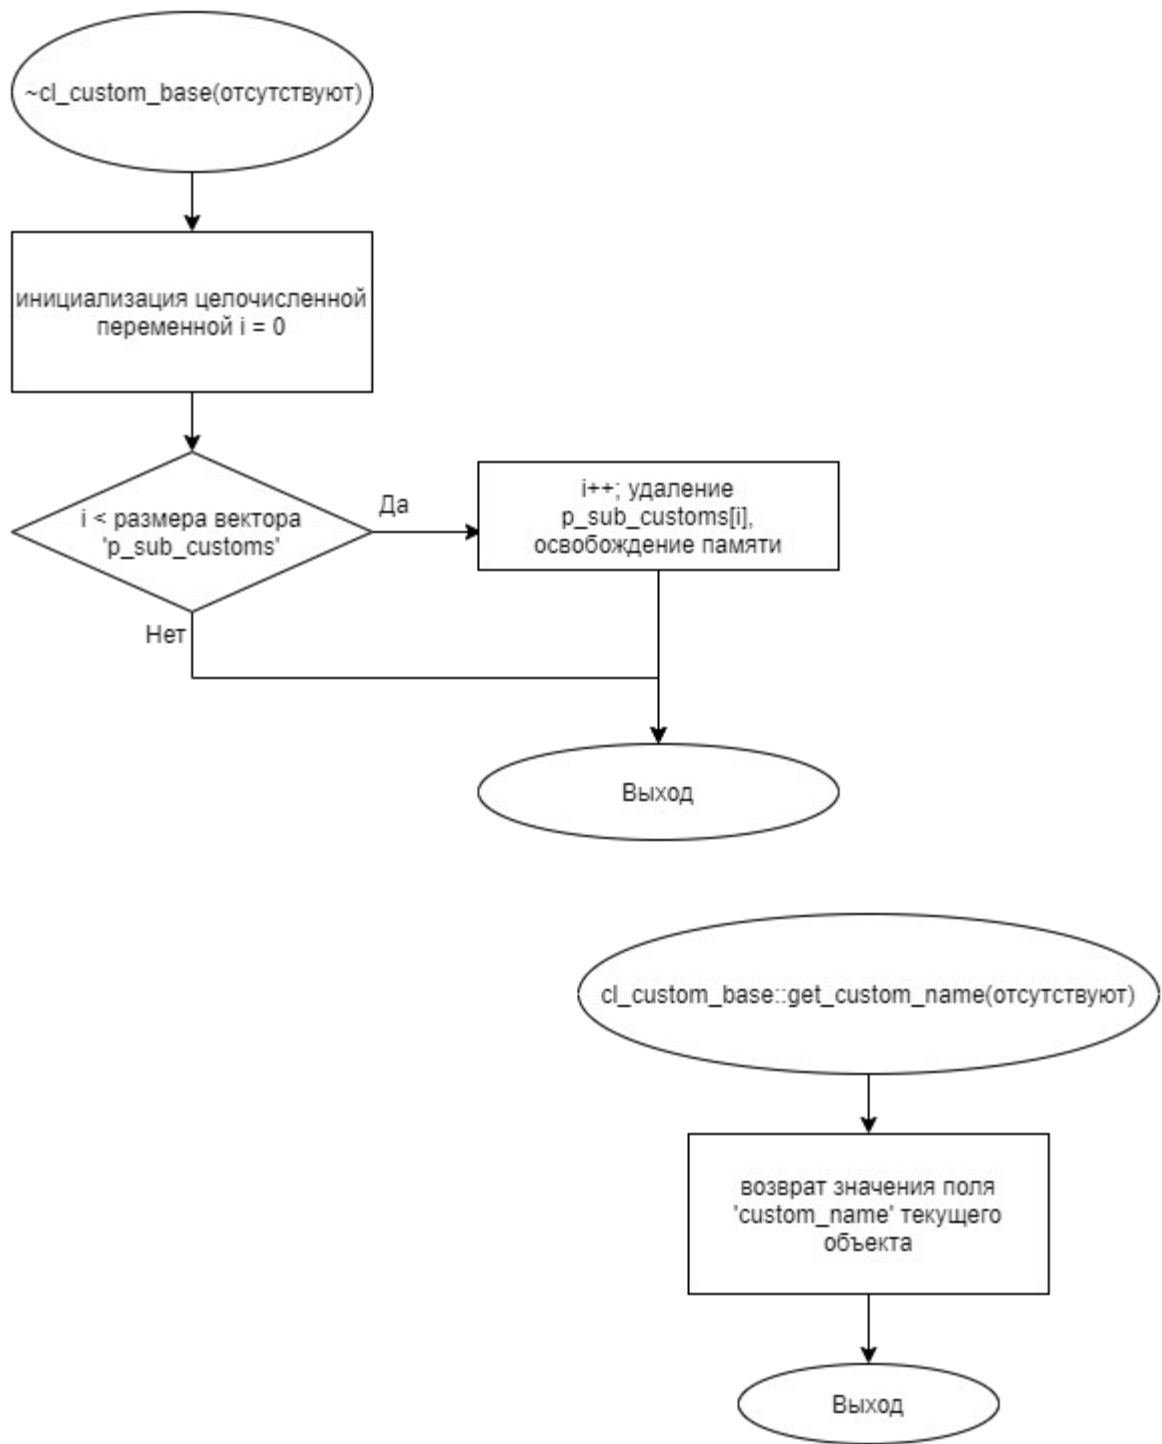 ~cl_custom_base(отсутствуют)
инициализация целочисленной
переменной i = 0
i < размера вектора
'p_sub_customs'
Да
i++; удаление
p_sub_customs[i],
освобождение памяти
Нет
Выход
cl_custom_base::get_custom_name(отсутствуют)
возврат значения поля
'custom_name' текущего
объекта
Выход